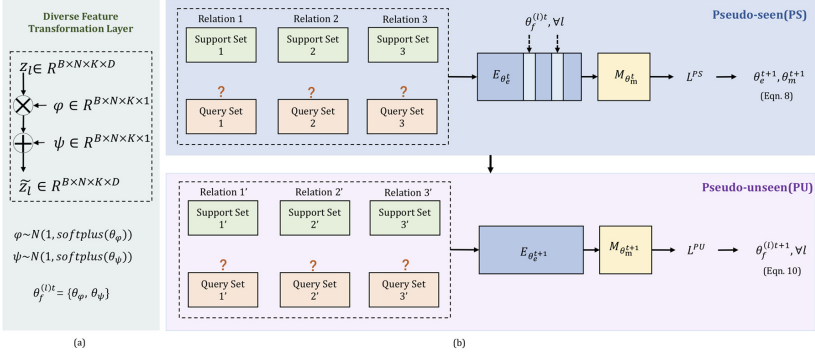 Diverse Feature
Transformation Layer
z_l ∈ R^{B×N×K×D}
φ ∈ R^{B×N×K×1}
ψ ∈ R^{B×N×K×1}
z̃_l ∈ R^{B×N×K×D}
φ~N(1, softplus(θ_φ))
ψ~N(1, softplus(θ_ψ))
θ_f^{(l)t} = {θ_φ, θ_ψ}
(a)
Pseudo-seen(PS)
Relation 1 Relation 2 Relation 3
Support Set 1
Support Set 2
Support Set 3
? ? ?
Query Set 1
Query Set 2
Query Set 3
θ_f^{(l)t}, ∀l
E_{θ_e^t}
M_{θ_m^t}
L^{PS}
θ_e^{t+1}, θ_m^{t+1}
(Eqn. 8)
Pseudo-unseen(PU)
Relation 1′ Relation 2′ Relation 3′
Support Set 1′
Support Set 2′
Support Set 3′
? ? ?
Query Set 1′
Query Set 2′
Query Set 3′
E_{θ_e^{t+1}}
M_{θ_m^{t+1}}
L^{PU}
θ_f^{(l)t+1}, ∀l
(Eqn. 10)
(b)